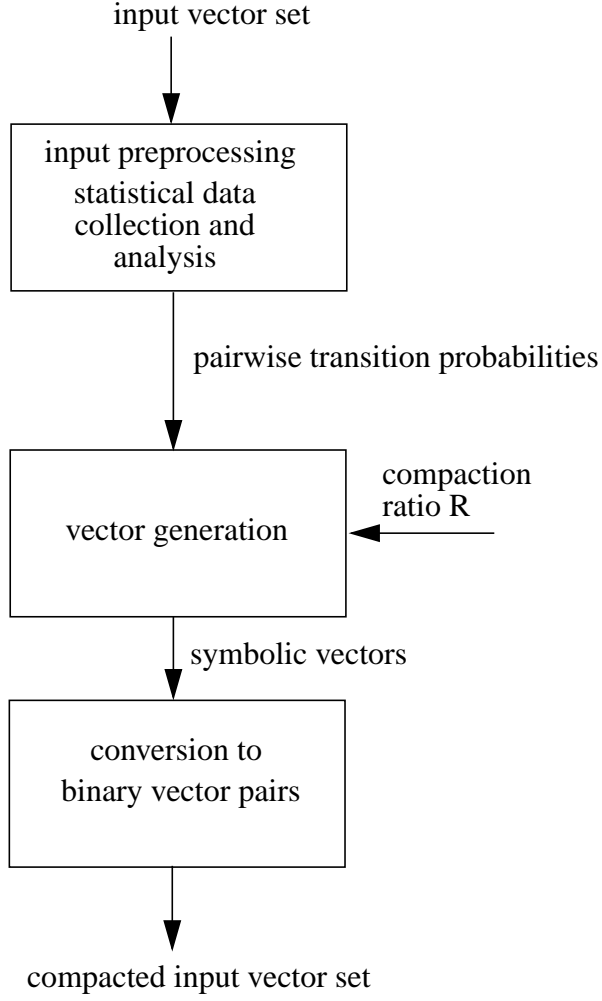 input vector set
input preprocessing
statistical data
collection and
analysis
pairwise transition probabilities
compaction
ratio R
vector generation
symbolic vectors
conversion to
binary vector pairs
compacted input vector set